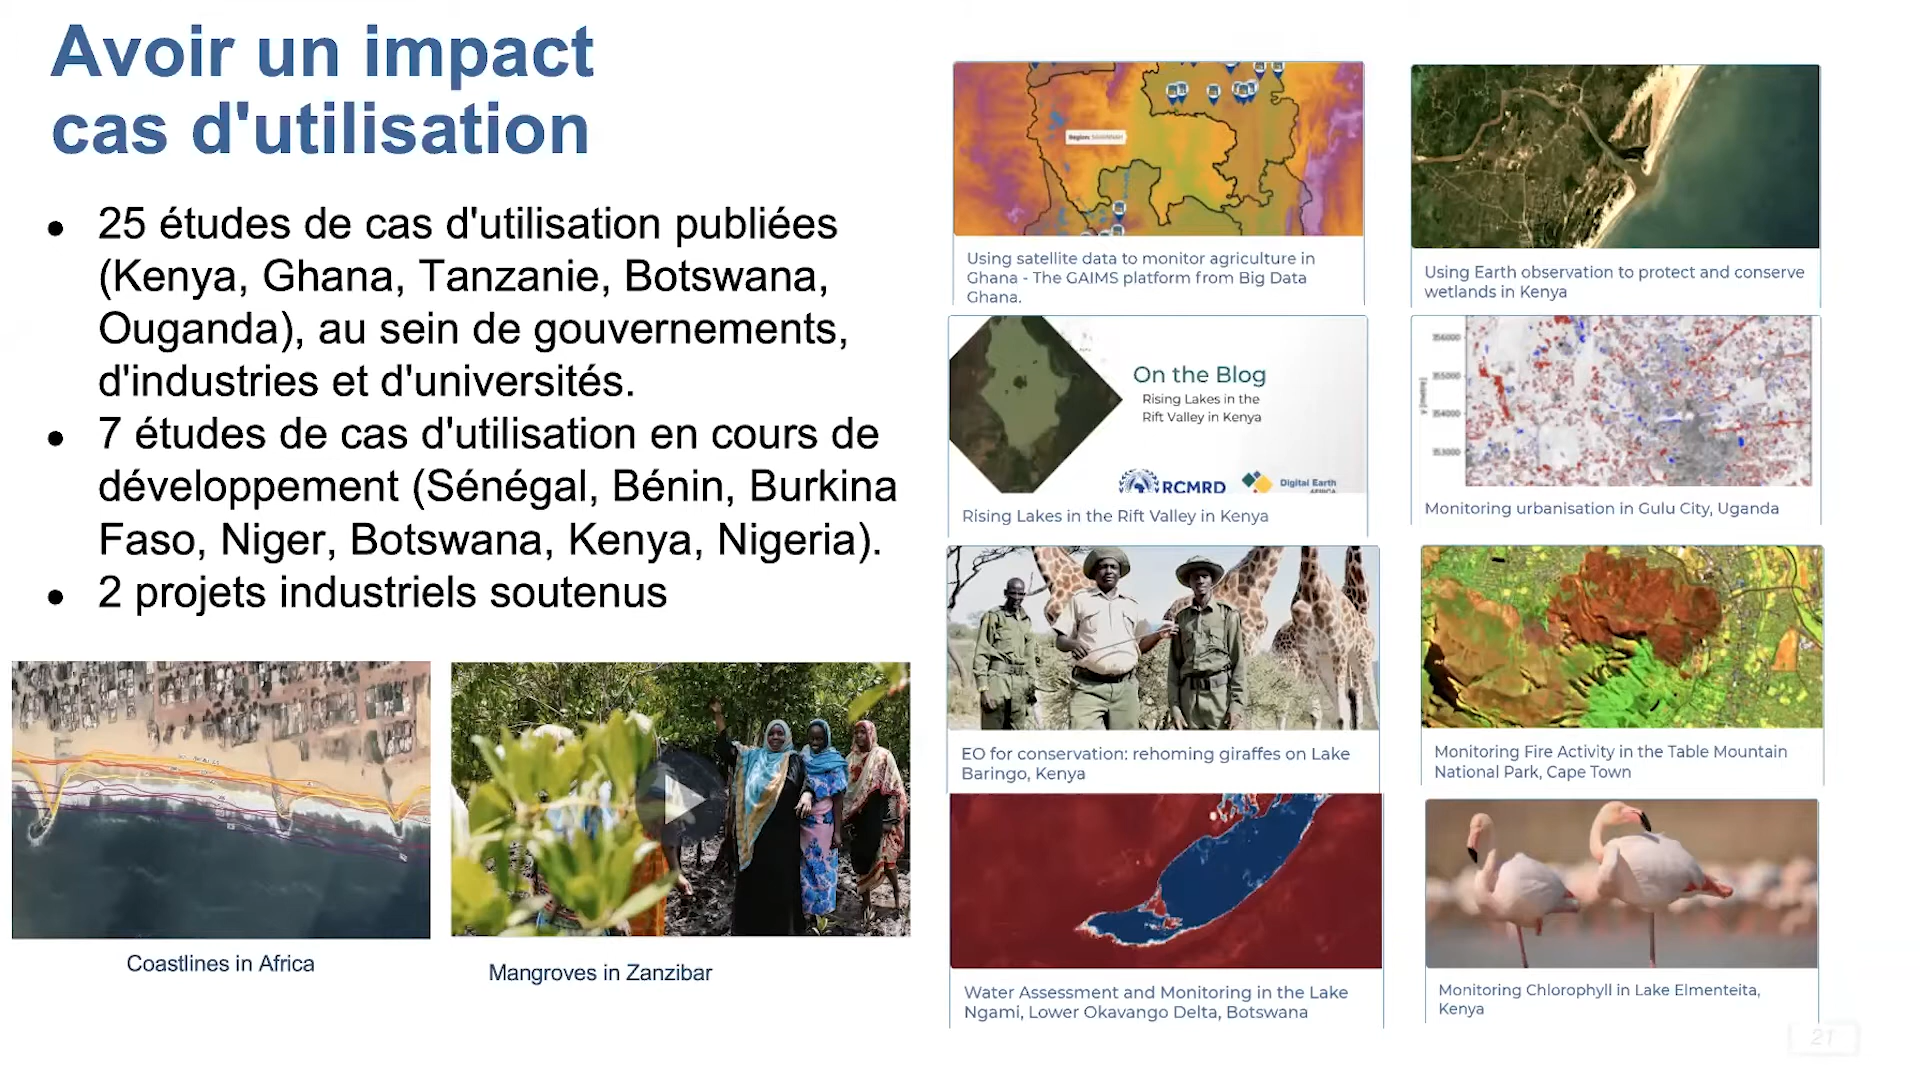 Avoir un impact
cas d'utilisation
● 25 études de cas d'utilisation publiées
(Kenya, Ghana, Tanzanie, Botswana,
Ouganda), au sein de gouvernements,
d'industries et d'universités.
● 7 études de cas d'utilisation en cours de
développement (Sénégal, Bénin, Burkina
Faso, Niger, Botswana, Kenya, Nigeria).
● 2 projets industriels soutenus
Coastlines in Africa
Mangroves in Zanzibar
Using satellite data to monitor agriculture in
Ghana - The GAIMS platform from Big Data
Ghana.
Using Earth observation to protect and conserve
wetlands in Kenya
On the Blog
Rising Lakes in the
Rift Valley in Kenya
RCMRD
Digital Earth
AFRICA
Rising Lakes in the Rift Valley in Kenya
356000
355000
354000
353000
Monitoring urbanisation in Gulu City, Uganda
EO for conservation: rehoming giraffes on Lake
Baringo, Kenya
Monitoring Fire Activity in the Table Mountain
National Park, Cape Town
Water Assessment and Monitoring in the Lake
Ngami, Lower Okavango Delta, Botswana
Monitoring Chlorophyll in Lake Elmenteita,
Kenya
21